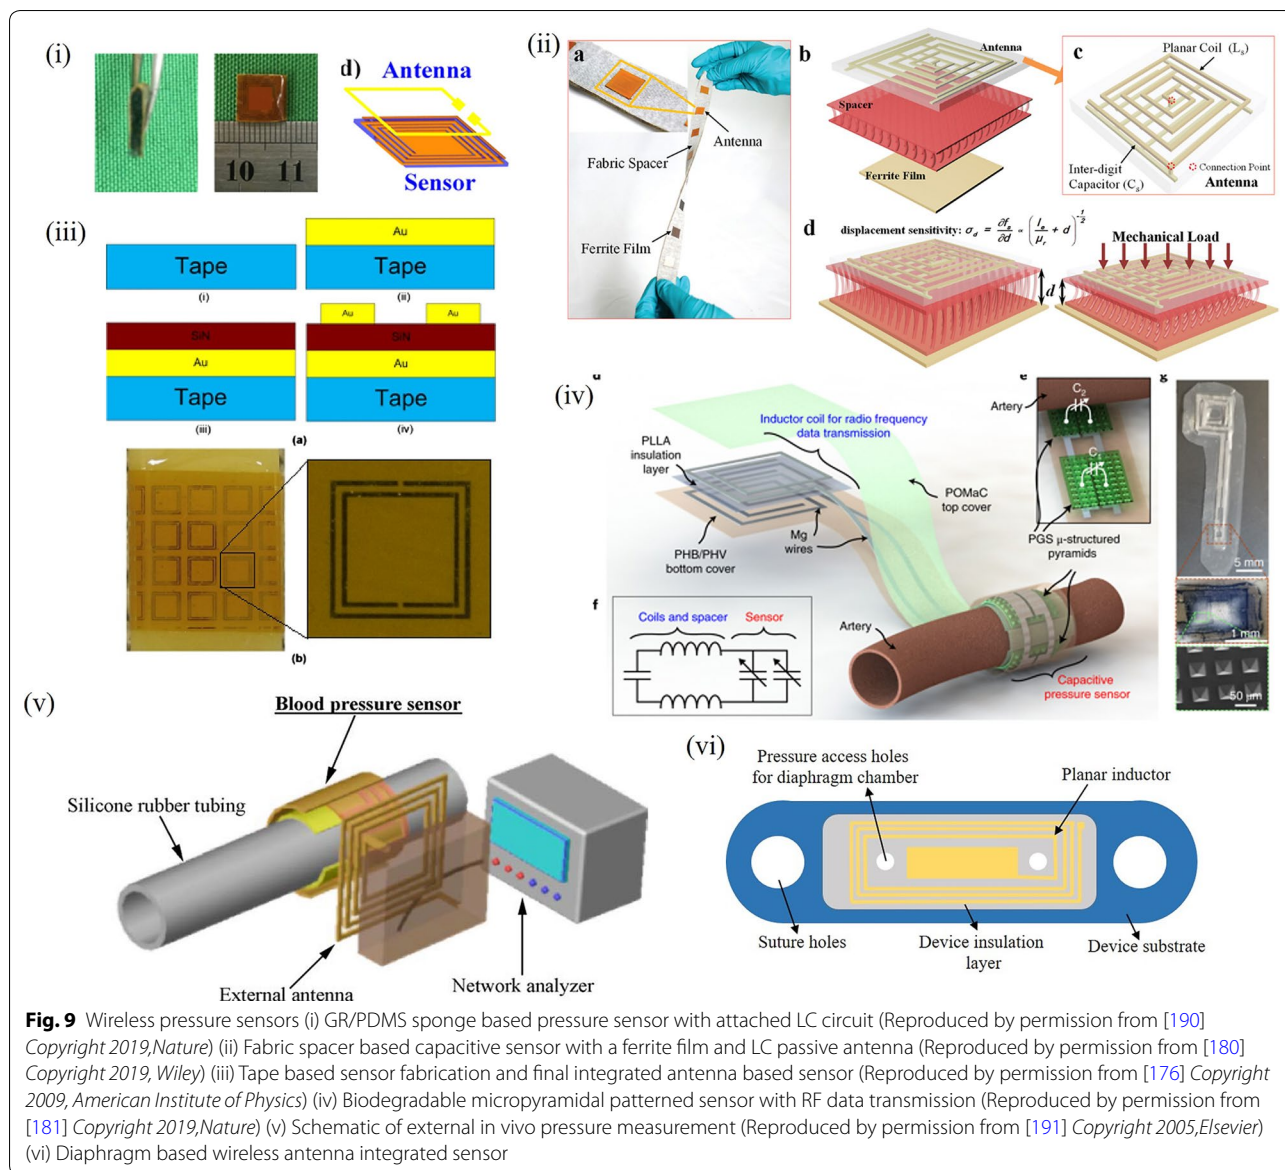 (i)
10 11
d)
Antenna
Sensor
(ii)
a
Antenna
Fabric Spacer
Ferrite Film
b
Antenna
Spacer
Ferrite Film
c
Planar Coil (Ls)
Inter-digit
Capacitor (Cs)
Connection Point
Antenna
d
displacement sensitivity: σd = ∂fs/∂d ∝ (le/μr + d)^-1/2
Mechanical Load
d
(iii)
Tape
(i)
Au
Tape
(ii)
SiN
Au
Tape
(iii)
Au Au
SiN
Au
Tape
(iv)
(a)
(b)
(iv)
Inductor coil for radio frequency
data transmission
PLLA
insulation
layer
POMaC
top cover
Mg
wires
PHB/PHV
bottom cover
e
Artery
C2
C1
PGS μ-structured
pyramids
f
Coils and spacer
Sensor
Artery
Capacitive
pressure sensor
g
5 mm
1 mm
50 μm
(v)
Blood pressure sensor
Silicone rubber tubing
External antenna
Network analyzer
(vi)
Pressure access holes
for diaphragm chamber
Planar inductor
Suture holes
Device insulation
layer
Device substrate
Fig. 9 Wireless pressure sensors (i) GR/PDMS sponge based pressure sensor with attached LC circuit (Reproduced by permission from [190]
Copyright 2019,Nature) (ii) Fabric spacer based capacitive sensor with a ferrite film and LC passive antenna (Reproduced by permission from [180]
Copyright 2019, Wiley) (iii) Tape based sensor fabrication and final integrated antenna based sensor (Reproduced by permission from [176] Copyright
2009, American Institute of Physics) (iv) Biodegradable micropyramidal patterned sensor with RF data transmission (Reproduced by permission from
[181] Copyright 2019,Nature) (v) Schematic of external in vivo pressure measurement (Reproduced by permission from [191] Copyright 2005,Elsevier)
(vi) Diaphragm based wireless antenna integrated sensor